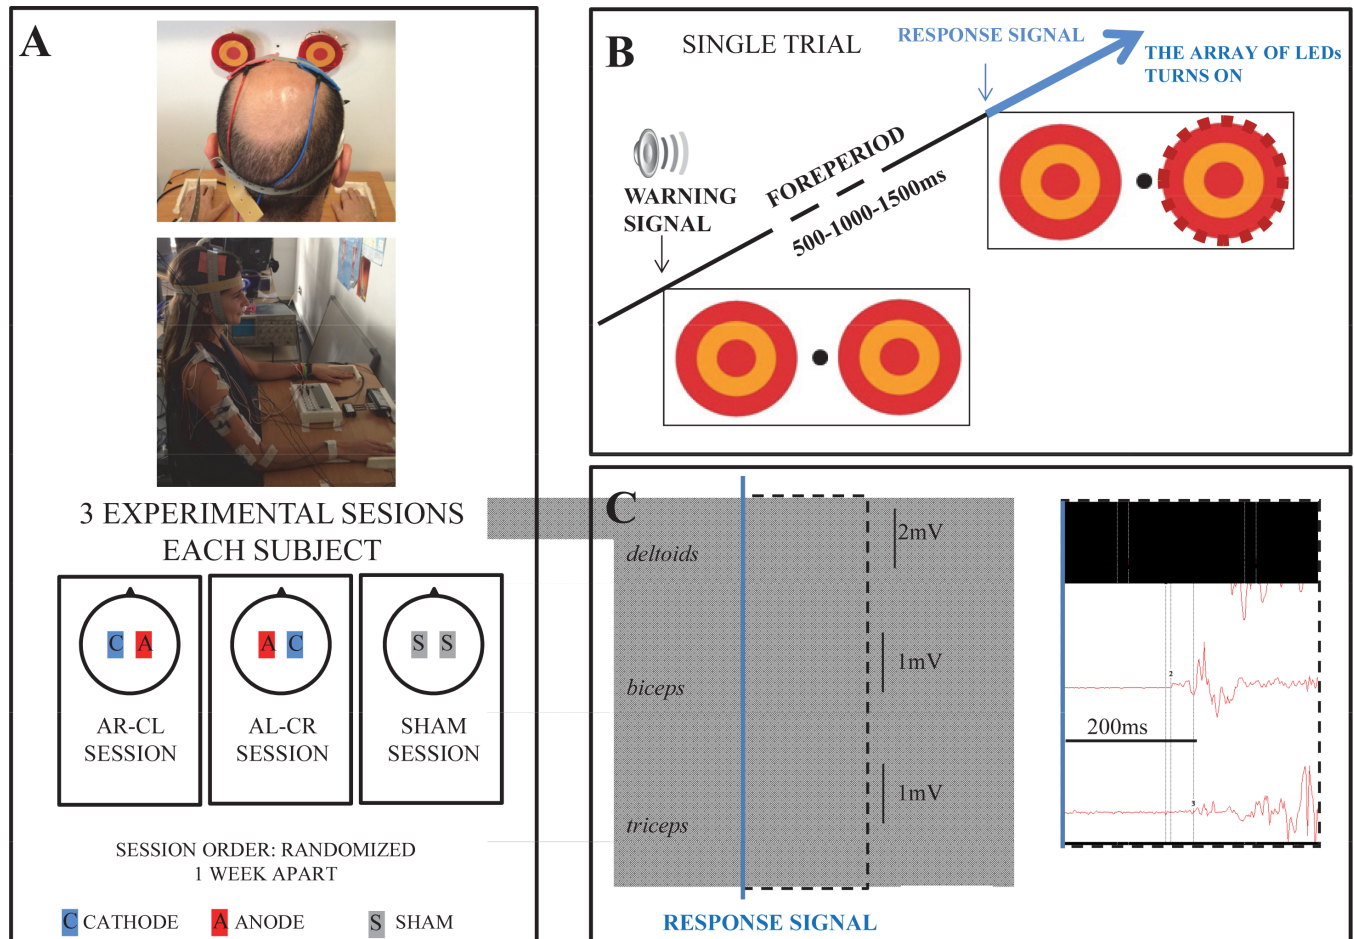 A
3 EXPERIMENTAL SESIONS
EACH SUBJECT
C A
AR-CL
SESSION
A C
AL-CR
SESSION
S S
SHAM
SESSION
SESSION ORDER: RANDOMIZED
1 WEEK APART
C CATHODE A ANODE S SHAM
B
SINGLE TRIAL
RESPONSE SIGNAL
THE ARRAY OF LEDs
TURNS ON
WARNING
SIGNAL
FOREPERIOD
500-1000-1500ms
C
deltoids
2mV
biceps
1mV
triceps
1mV
RESPONSE SIGNAL
2
200ms
3